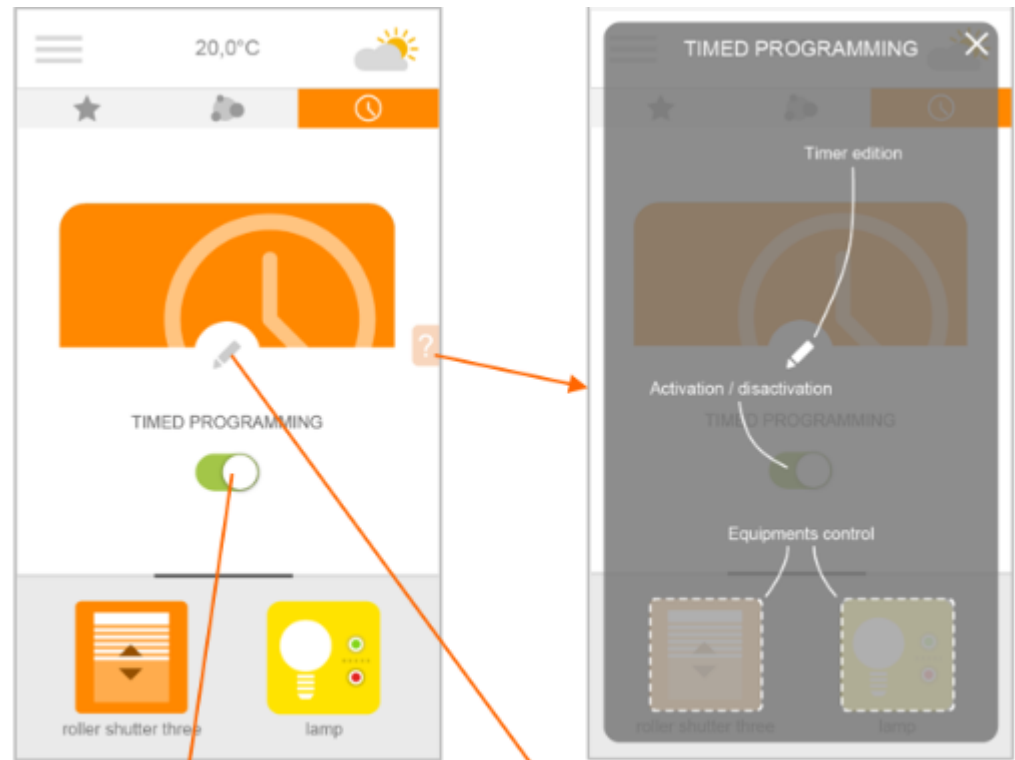 20,0°C
?
TIMED PROGRAMMING
roller shutter three
lamp
TIMED PROGRAMMING
Timer edition
Activation / disactivation
TIMED PROGRAMMING
Equipments control
roller shutter three
lamp